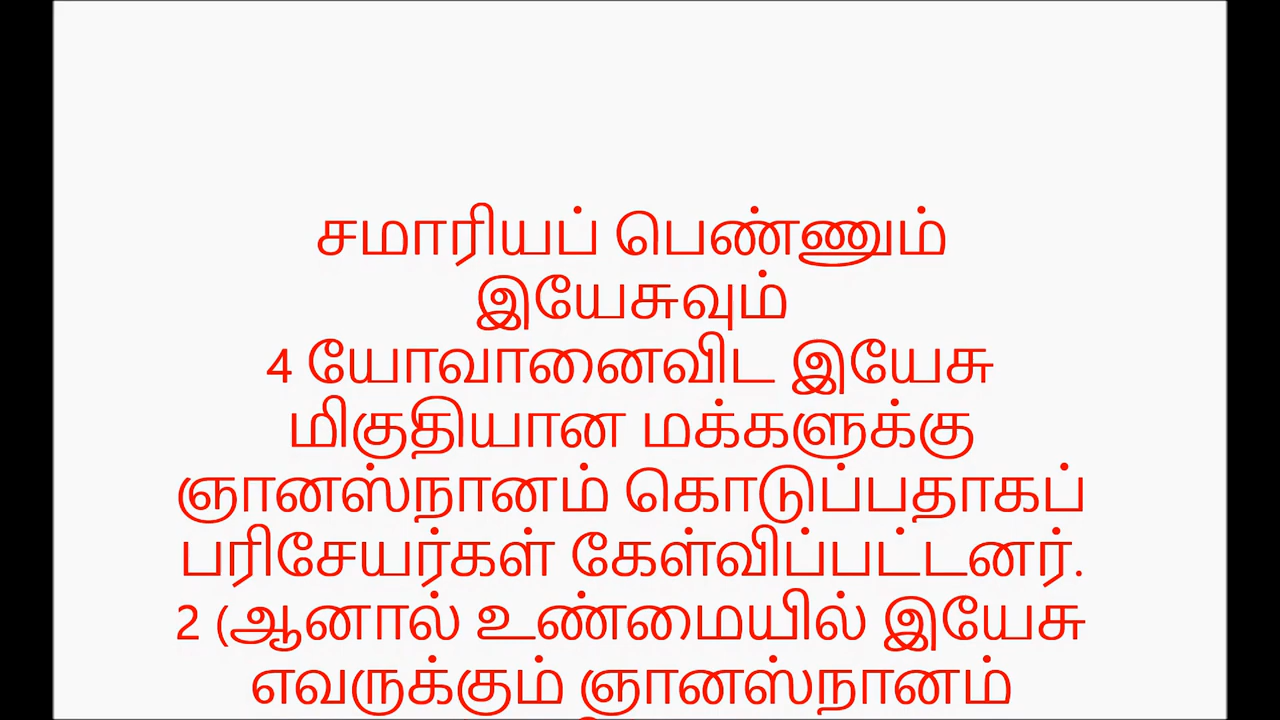 சமாரியப் பெண்ணும்
இயேசுவும்
4 யோவானைவிட இயேசு
மிகுதியான மக்களுக்கு
ஞானஸ்நானம் கொடுப்பதாகப்
பரிசேயர்கள் கேள்விப்பட்டனர்.
2 (ஆனால் உண்மையில் இயேசு
எவருக்கும் ஞானஸ்நானம்